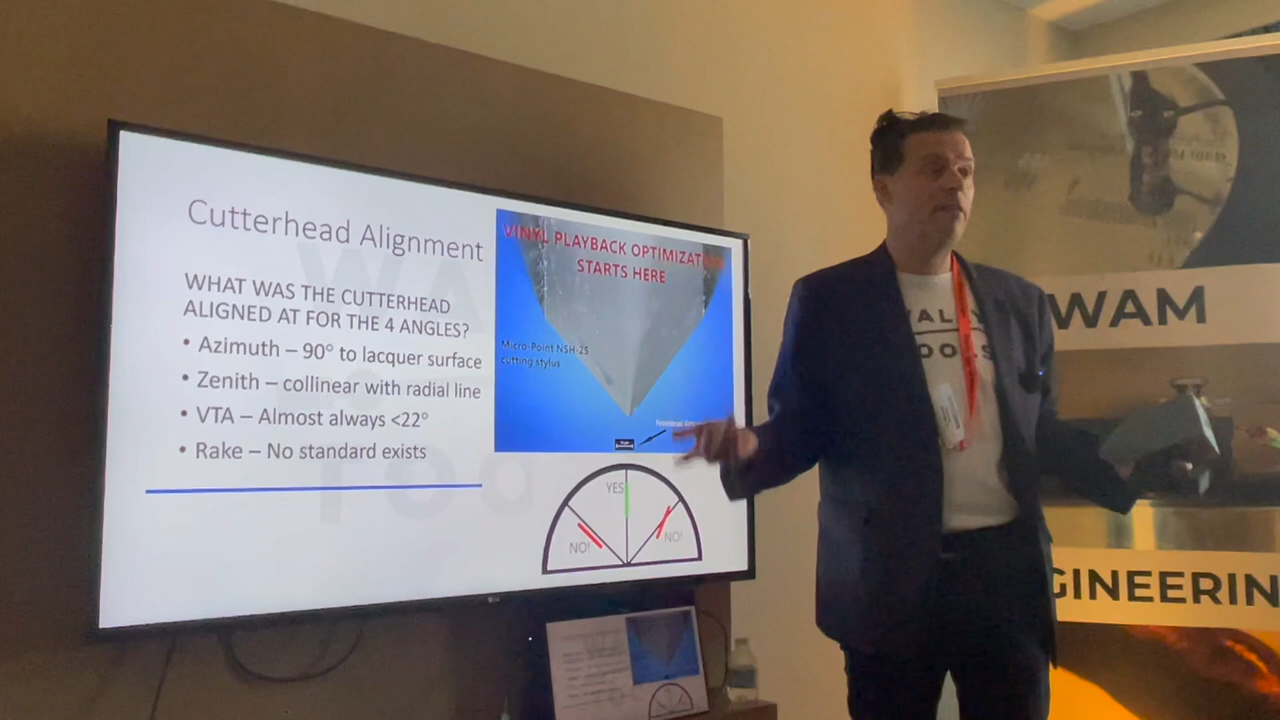 Cutterhead Alignment
WHAT WAS THE CUTTERHEAD
ALIGNED AT FOR THE 4 ANGLES?
• Azimuth – 90° to lacquer surface
• Zenith – collinear with radial line
• VTA – Almost always <22°
• Rake – No standard exists
VINYL PLAYBACK
STARTS HERE
Micro-Point NSH-2S
cutting stylus
Nominal
YES
NO!
NO!
WAM
GINEERIN